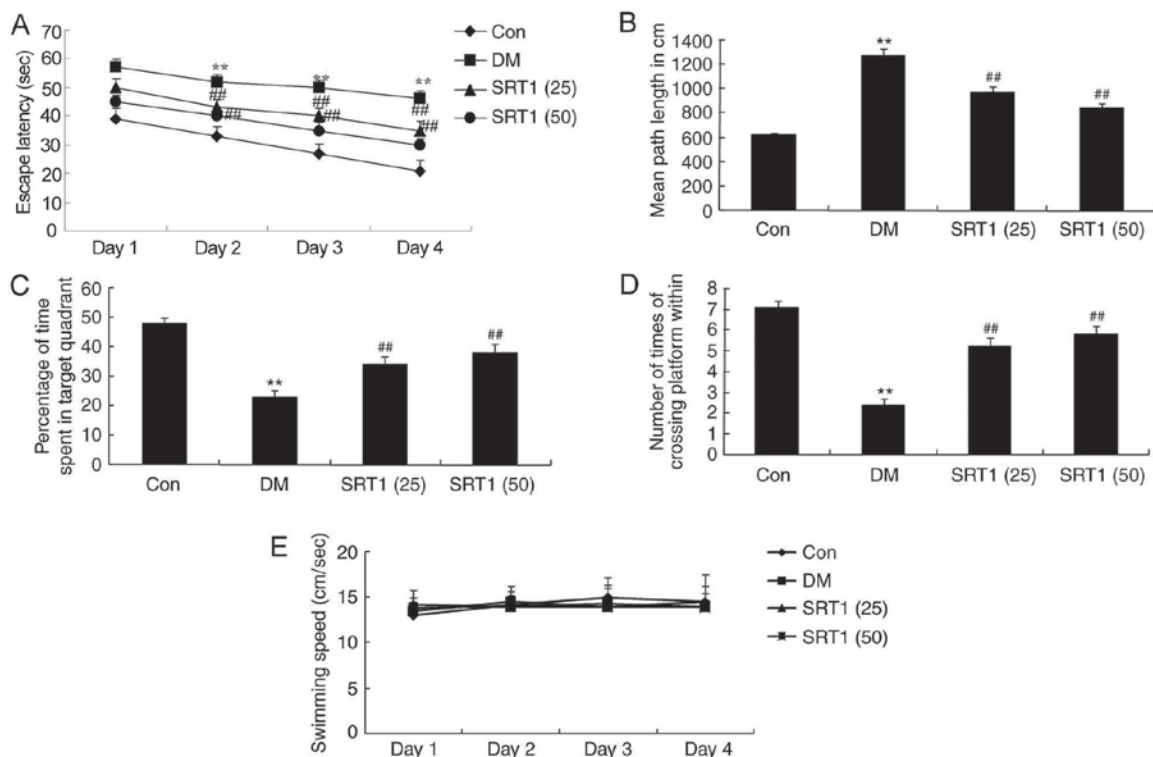 A
Escape latency (sec)
70
60
50
40
30
20
10
0
** ** **
## ## ##
## ## ##
Day 1 Day 2 Day 3 Day 4
Con
DM
SRT1 (25)
SRT1 (50)
B
Mean path length in cm
1400
1200
1000
800
600
400
200
0
**
##
##
Con DM SRT1 (25) SRT1 (50)
C
Percentage of time
spent in target quadrant
60
50
40
30
20
10
0
**
##
##
Con DM SRT1 (25) SRT1 (50)
D
Number of times of
crossing platform within
7
6
5
4
3
2
1
0
**
##
##
Con DM SRT1 (25) SRT1 (50)
E
Swimming speed (cm/sec)
20
15
10
5
0
Day 1 Day 2 Day 3 Day 4
Con
DM
SRT1 (25)
SRT1 (50)